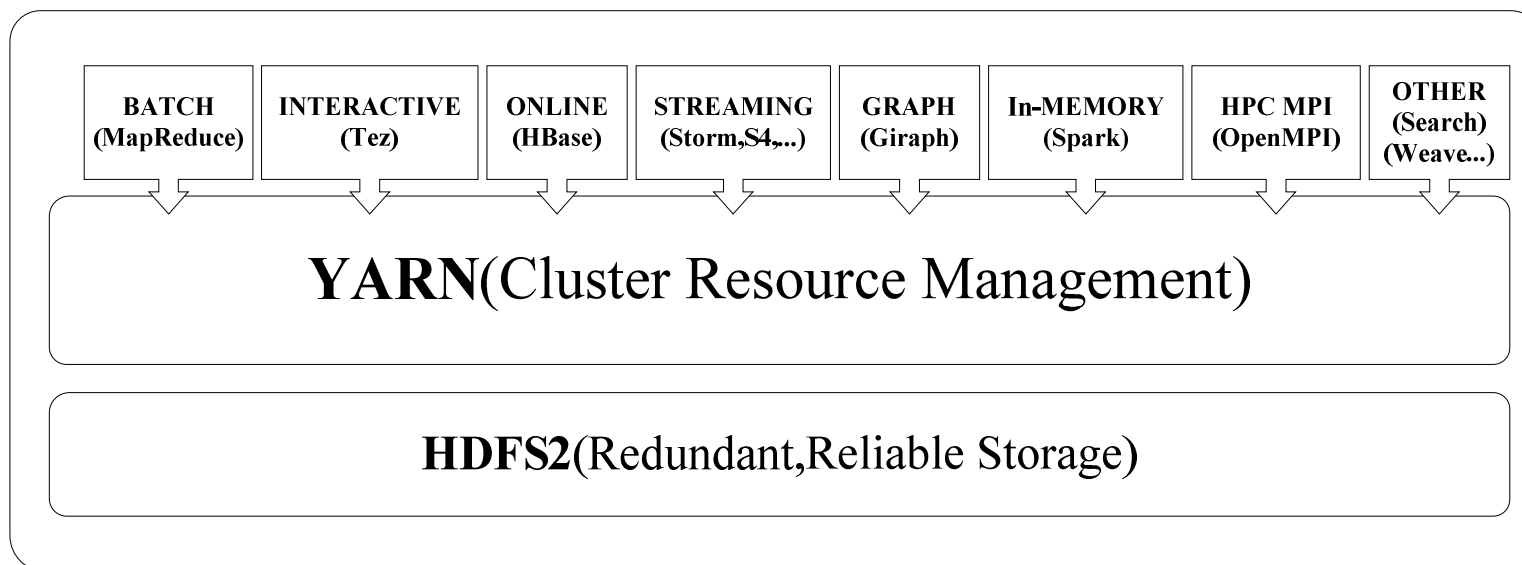 BATCH
(MapReduce)
INTERACTIVE
(Tez)
ONLINE
(HBase)
STREAMING
(Storm,S4,...)
GRAPH
(Giraph)
In-MEMORY
(Spark)
HPC MPI
(OpenMPI)
OTHER
(Search)
(Weave...)
YARN(Cluster Resource Management)
HDFS2(Redundant,Reliable Storage)